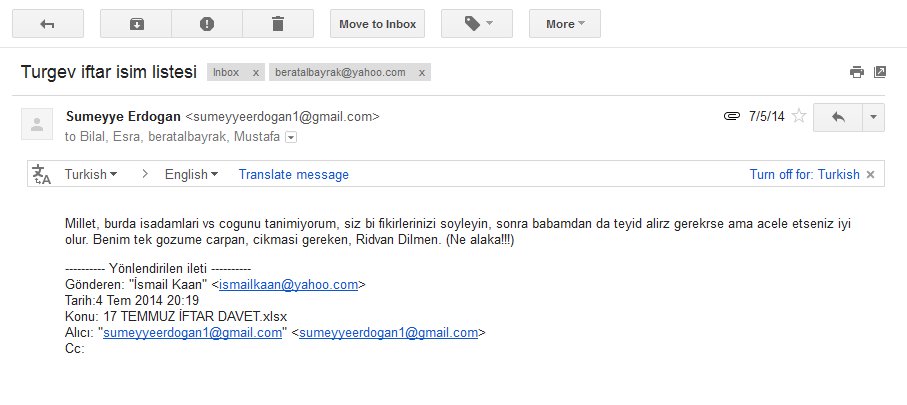 Move to Inbox
More
Turgev iftar isim listesi Inbox x beratalbayrak@yahoo.com x
Sumeyye Erdogan <sumeyyeerdogan1@gmail.com> 7/5/14
to Bilal, Esra, beratalbayrak, Mustafa
Turkish > English Translate message Turn off for: Turkish x
Millet, burda isadamlari vs cogunu tanimiyorum, siz bi fikirlerinizi soyleyin, sonra babamdan da teyid alirz gerekrse ama acele etseniz iyi
olur. Benim tek gozume carpan, cikmasi gereken, Ridvan Dilmen. (Ne alaka!!!)
---------- Yönlendirilen ileti ----------
Gönderen: "İsmail Kaan" <ismailkaan@yahoo.com>
Tarih:4 Tem 2014 20:19
Konu: 17 TEMMUZ İFTAR DAVET.xlsx
Alıcı: "sumeyyeerdogan1@gmail.com" <sumeyyeerdogan1@gmail.com>
Cc: